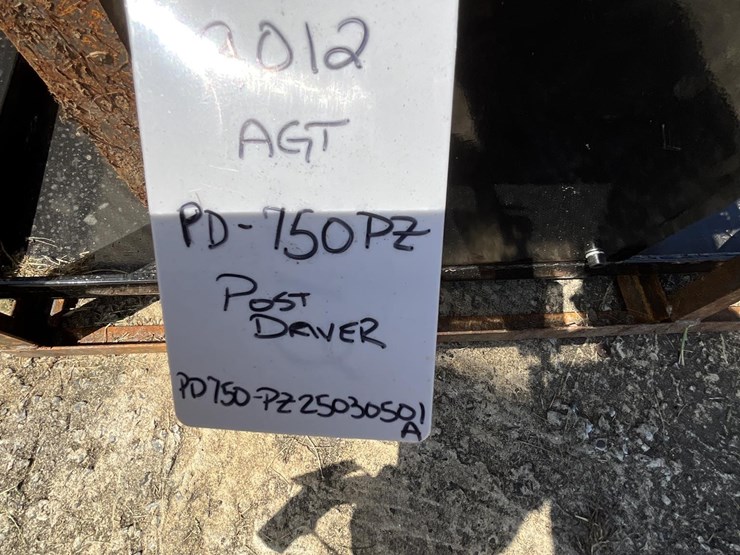 2012
AGT
PD-750PZ
POST
DRIVER
PD750-PZ25030501
A